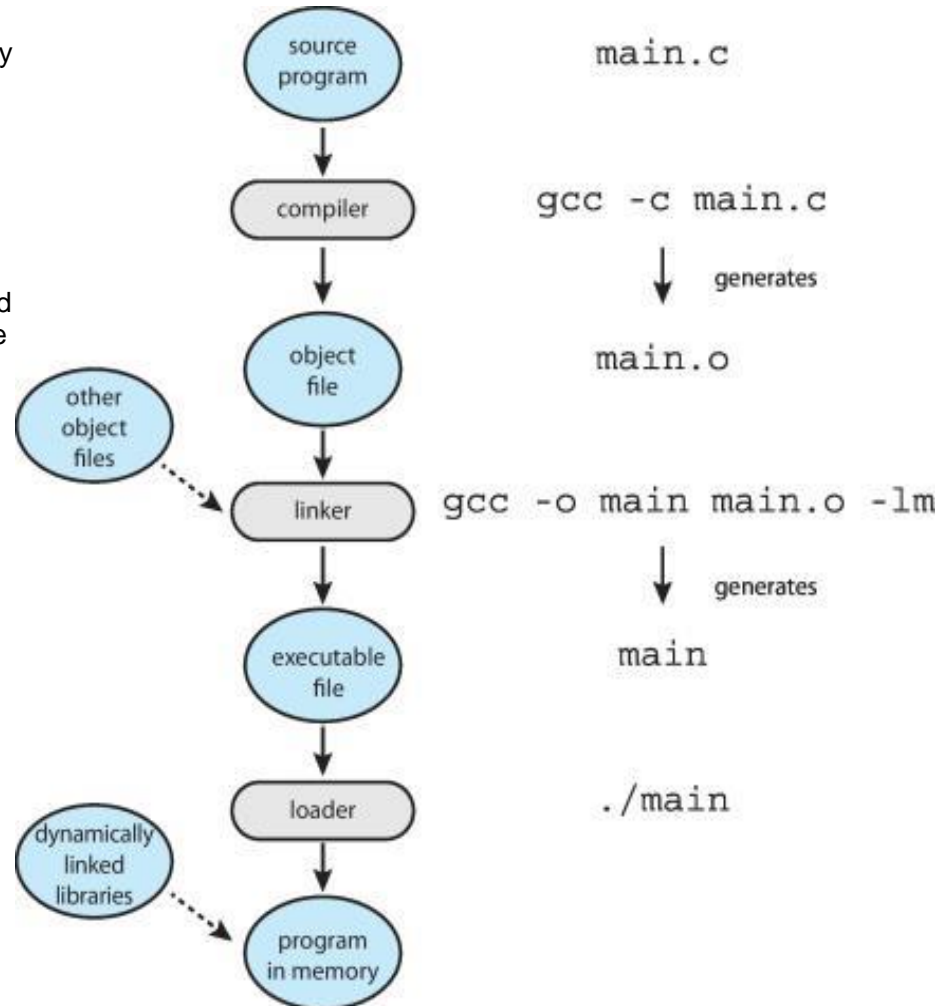 y
source
program
main.c
compiler
gcc -c main.c
generates
d
e
object
file
main.o
other
object
files
linker
gcc -o main main.o -lm
generates
executable
file
main
loader
./main
dynamically
linked
libraries
program
in memory